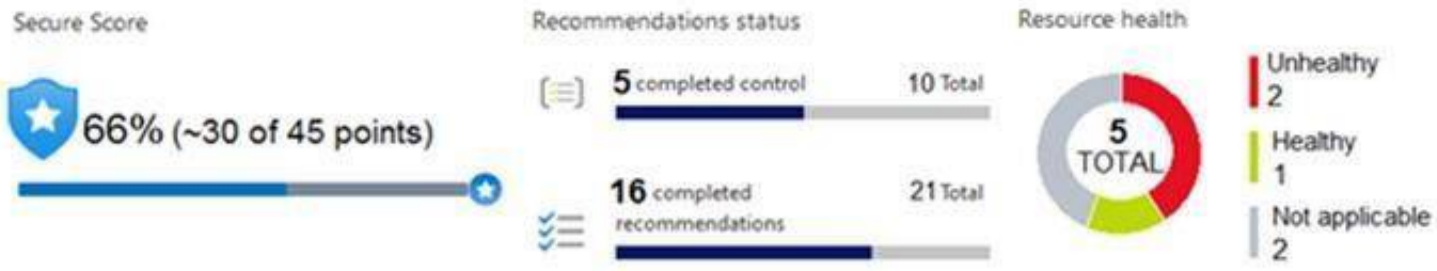 Secure Score
66% (~30 of 45 points)
Recommendations status
5 completed control 10 Total
16 completed 21 Total
recommendations
Resource health
5
TOTAL
Unhealthy
2
Healthy
1
Not applicable
2